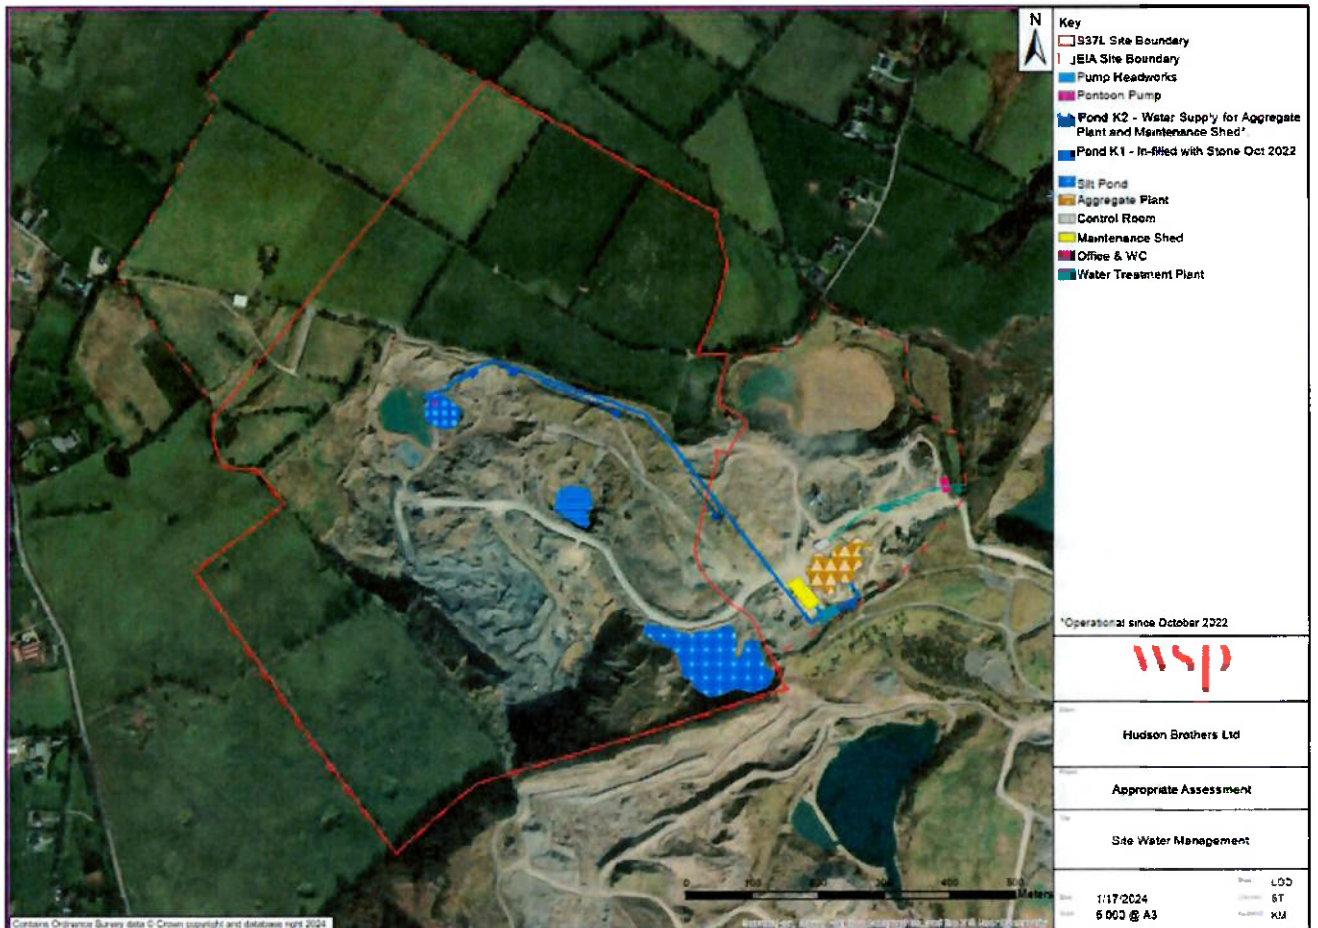 N
Key
S37L Site Boundary
EIA Site Boundary
Pump Headworks
Pontoon Pump
Pond K2 - Water Supply for Aggregate
Plant and Maintenance Shed*
Pond K1 - In-filled with Stone Oct 2022
Silt Pond
Aggregate Plant
Control Room
Maintenance Shed
Office & WC
Water Treatment Plant
*Operational since October 2022
wsp
Hudson Brothers Ltd
Appropriate Assessment
Site Water Management
1/17/2024
5 000 @ A3
ST
KM
0 100 200 300 400 500
Meters
Contains Ordnance Survey data © Crown copyright and database right 2024